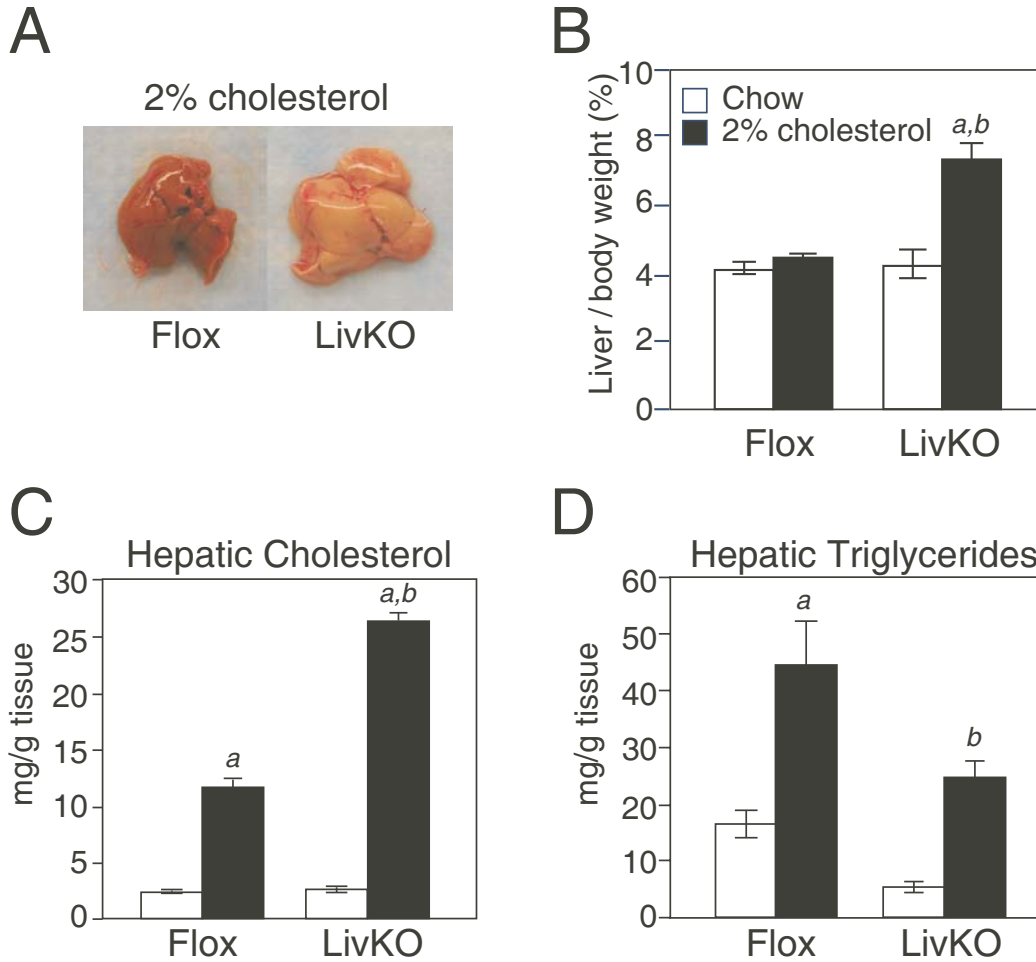 A
2% cholesterol
Flox LivKO
B
Liver / body weight (%)
10
8
6
4
2
0
Chow
2% cholesterol
a,b
Flox LivKO
C
Hepatic Cholesterol
mg/g tissue
30
25
20
15
10
5
0
a
a,b
Flox LivKO
D
Hepatic Triglycerides
mg/g tissue
60
50
40
30
20
10
0
a
b
Flox LivKO